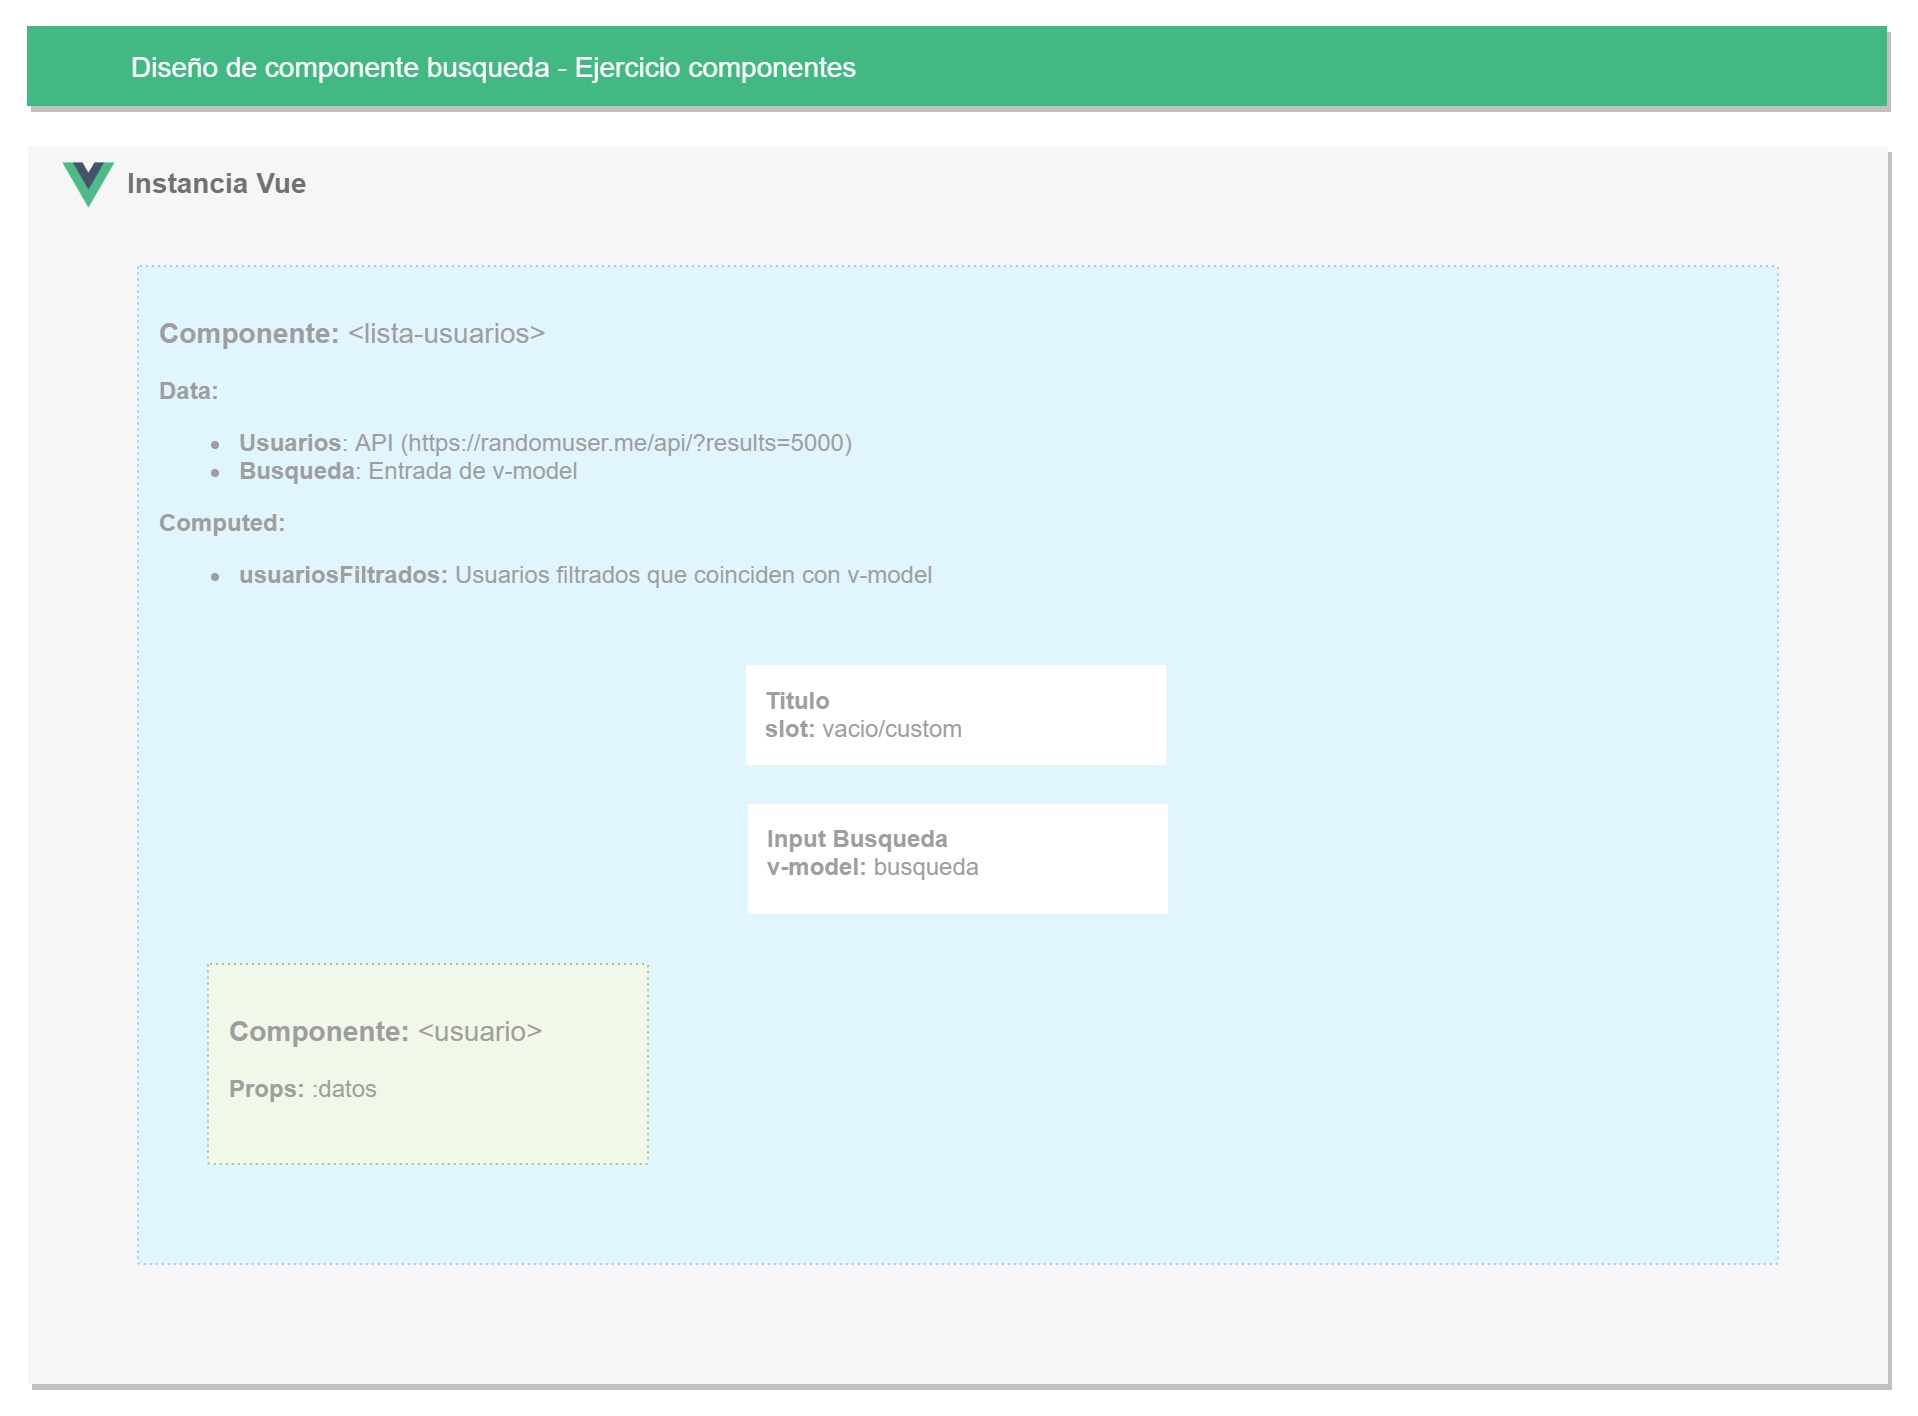 Diseño de componente busqueda - Ejercicio componentes
Instancia Vue
Componente: <lista-usuarios>
Data:
Usuarios: API (https://randomuser.me/api/?results=5000)
Busqueda: Entrada de v-model
Computed:
usuariosFiltrados: Usuarios filtrados que coinciden con v-model
Titulo
slot: vacio/custom
Input Busqueda
v-model: busqueda
Componente: <usuario>
Props: :datos